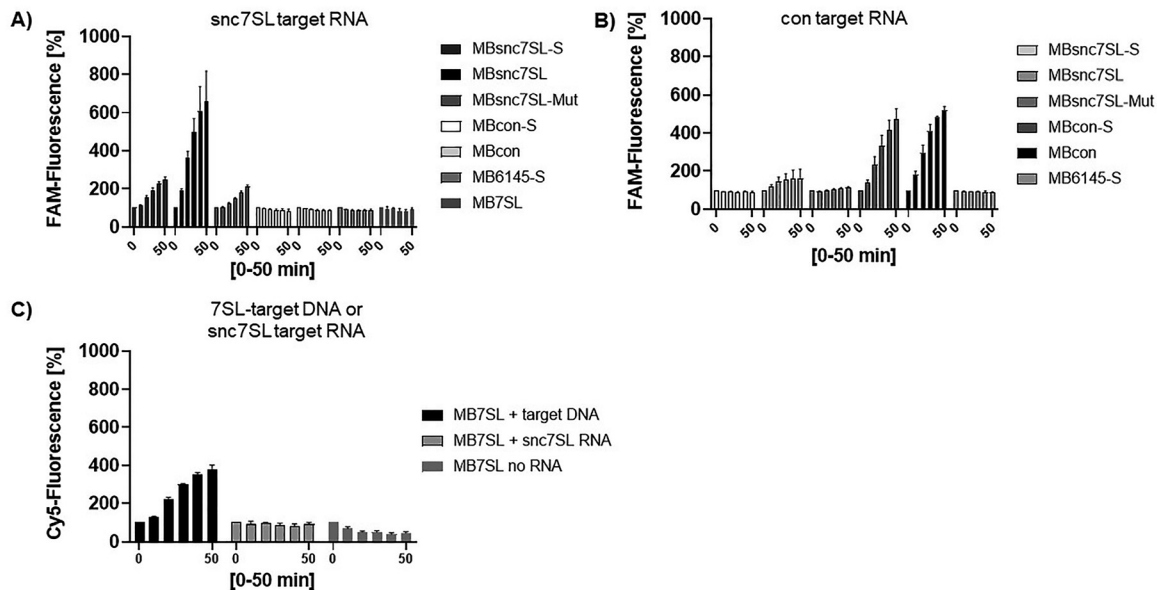 A)
snc7SL target RNA
FAM-Fluorescence [%]
1000
800
600
400
200
0
0 50 0 50 0 50 0 50 0 50 0 50 0 50
[0-50 min]
MBsnc7SL-S
MBsnc7SL
MBsnc7SL-Mut
MBcon-S
MBcon
MB6145-S
MB7SL
B)
con target RNA
FAM-Fluorescence [%]
1000
800
600
400
200
0
0 50 0 50 0 50 0 50 0 50 0 50
[0-50 min]
MBsnc7SL-S
MBsnc7SL
MBsnc7SL-Mut
MBcon-S
MBcon
MB6145-S
C)
7SL-target DNA or
snc7SL target RNA
Cy5-Fluorescence [%]
1000
800
600
400
200
0
0 50 0 50 0 50
[0-50 min]
MB7SL + target DNA
MB7SL + snc7SL RNA
MB7SL no RNA